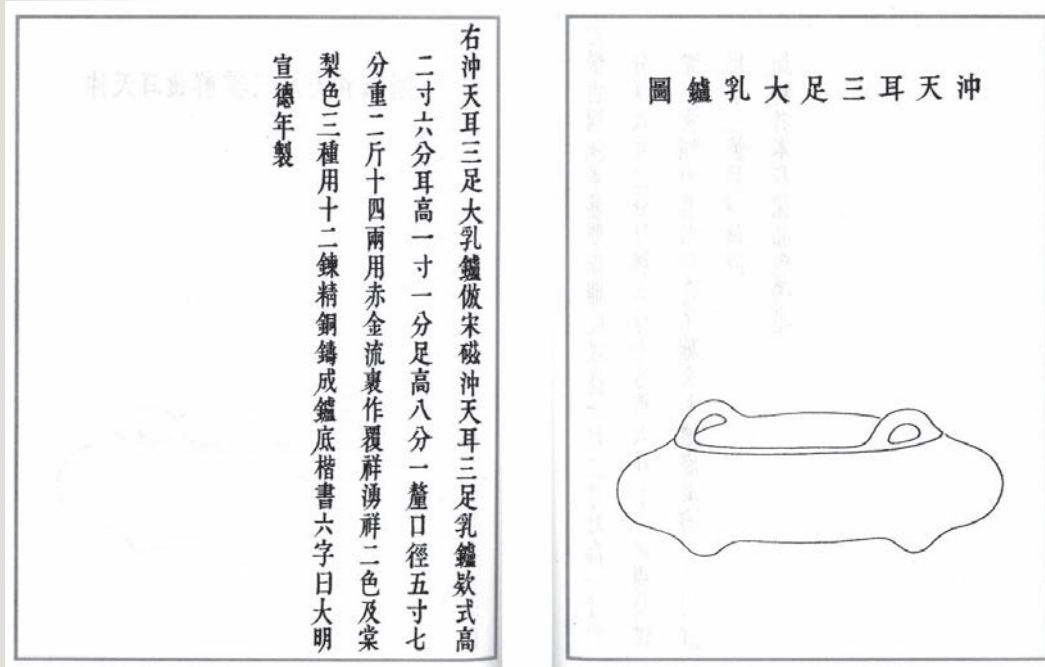 沖天耳三足大乳鑪圖
右沖天耳三足大乳鑪倣宋磁沖天耳三足乳鑪欵式高
二寸六分耳高一寸一分足高八分一釐口徑五寸七
分重二斤十四兩用赤金流裹作覆祥湧祥二色及棠
梨色三種用十二鍊精銅鑄成鑪底楷書六字曰大明
宣德年製